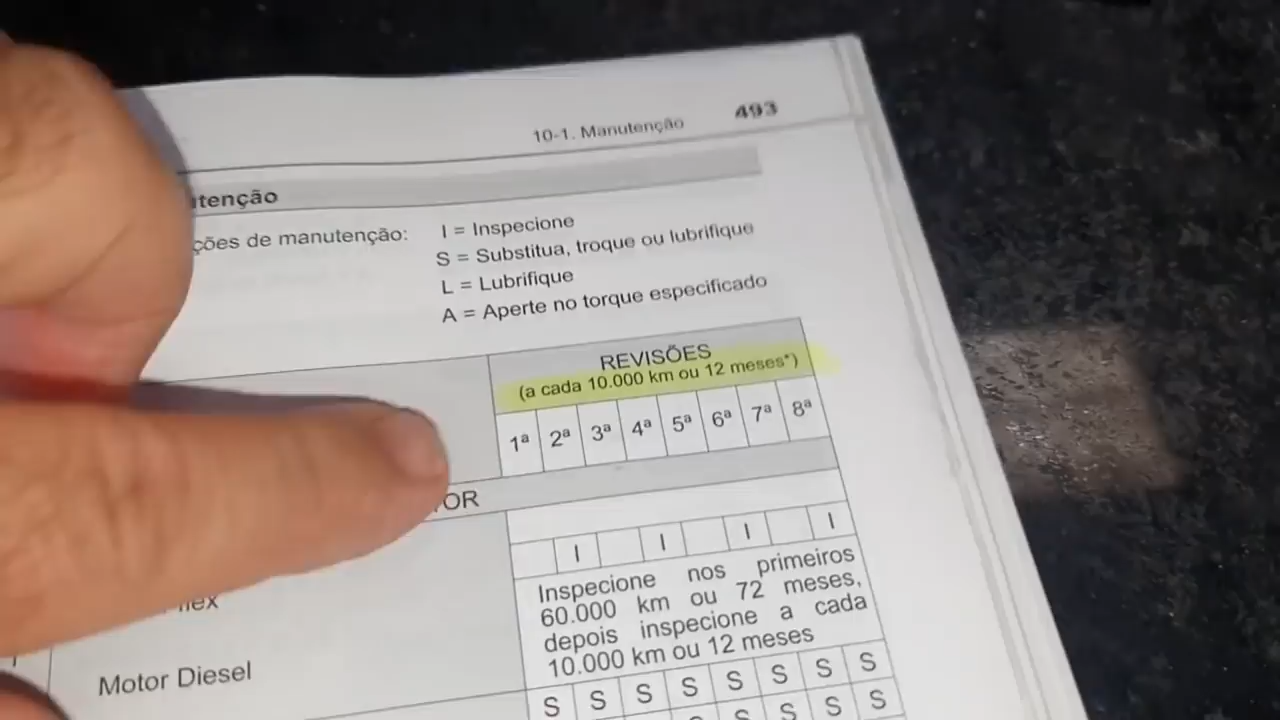 10-1. Manutenção 493
tenção
ções de manutenção: I = Inspecione
S = Substitua, troque ou lubrifique
L = Lubrifique
A = Aperte no torque especificado
REVISÕES
(a cada 10.000 km ou 12 meses*)
1ª 2ª 3ª 4ª 5ª 6ª 7ª 8ª
OR
I I I I
Inspecione nos primeiros
60.000 km ou 72 meses,
depois inspecione a cada
10.000 km ou 12 meses
flex
Motor Diesel
S S S S S S S S
S S S S